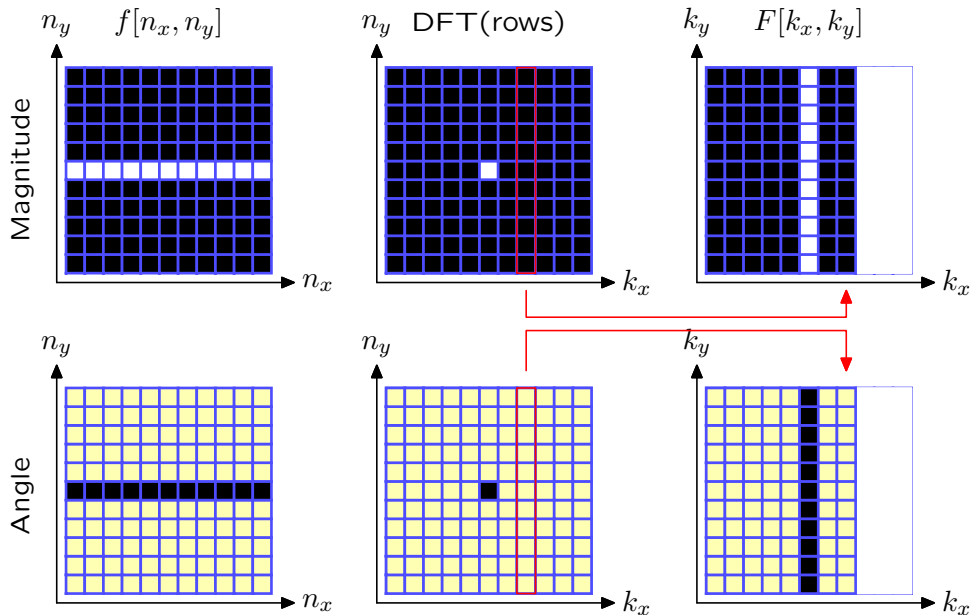 n_y f[n_x, n_y] n_y DFT(rows) k_y F[k_x, k_y]
Magnitude
n_x k_x k_x
n_y n_y k_y
Angle
n_x k_x k_x